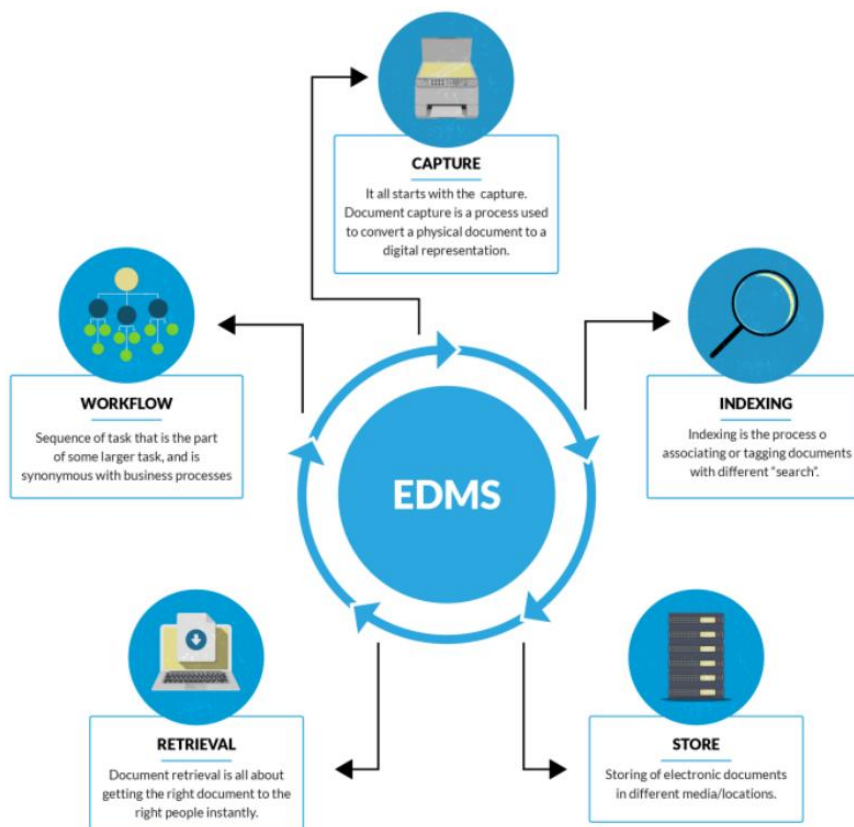 CAPTURE
It all starts with the capture.
Document capture is a process used
to convert a physical document to a
digital representation.
WORKFLOW
Sequence of task that is the part
of some larger task, and is
synonymous with business processes
INDEXING
Indexing is the process o
associating or tagging documents
with different "search".
EDMS
RETRIEVAL
Document retrieval is all about
getting the right document to the
right people instantly.
STORE
Storing of electronic documents
in different media/locations.